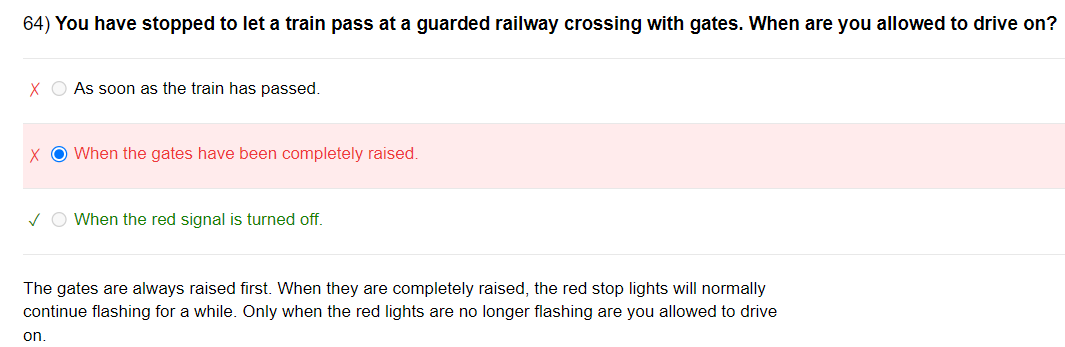 64) You have stopped to let a train pass at a guarded railway crossing with gates. When are you allowed to drive on?
As soon as the train has passed.
When the gates have been completely raised.
When the red signal is turned off.
The gates are always raised first. When they are completely raised, the red stop lights will normally
continue flashing for a while. Only when the red lights are no longer flashing are you allowed to drive
on.